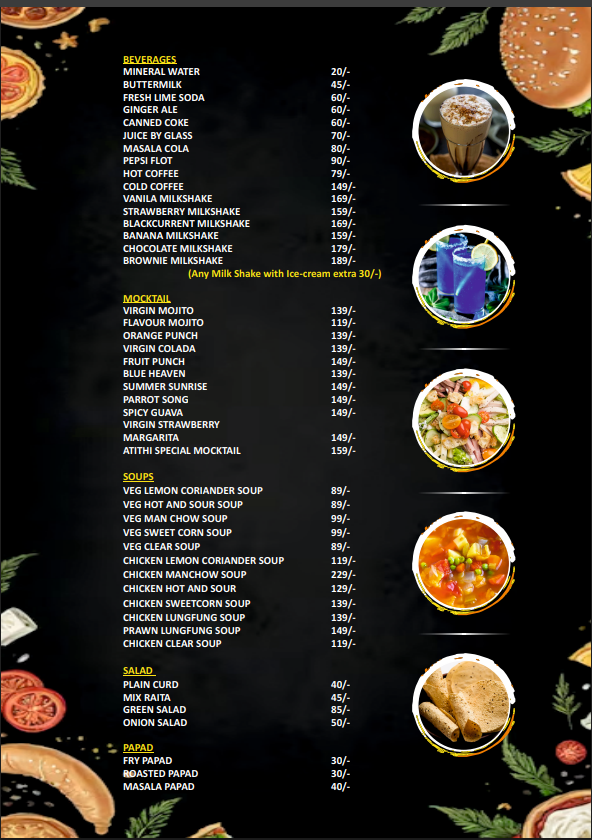 BEVERAGES
MINERAL WATER 20/-
BUTTERMILK 45/-
FRESH LIME SODA 60/-
GINGER ALE 60/-
CANNED COKE 60/-
JUICE BY GLASS 70/-
MASALA COLA 80/-
PEPSI FLOT 90/-
HOT COFFEE 79/-
COLD COFFEE 149/-
VANILA MILKSHAKE 169/-
STRAWBERRY MILKSHAKE 159/-
BLACKCURRENT MILKSHAKE 169/-
BANANA MILKSHAKE 159/-
CHOCOLATE MILKSHAKE 179/-
BROWNIE MILKSHAKE 189/-
(Any Milk Shake with Ice-cream extra 30/-)
MOCKTAIL
VIRGIN MOJITO 139/-
FLAVOUR MOJITO 119/-
ORANGE PUNCH 139/-
VIRGIN COLADA 139/-
FRUIT PUNCH 149/-
BLUE HEAVEN 139/-
SUMMER SUNRISE 149/-
PARROT SONG 149/-
SPICY GUAVA 149/-
VIRGIN STRAWBERRY
MARGARITA 149/-
ATITHI SPECIAL MOCKTAIL 159/-
SOUPS
VEG LEMON CORIANDER SOUP 89/-
VEG HOT AND SOUR SOUP 89/-
VEG MAN CHOW SOUP 99/-
VEG SWEET CORN SOUP 99/-
VEG CLEAR SOUP 89/-
CHICKEN LEMON CORIANDER SOUP 119/-
CHICKEN MANCHOW SOUP 229/-
CHICKEN HOT AND SOUR 129/-
CHICKEN SWEETCORN SOUP 139/-
CHICKEN LUNGFUNG SOUP 139/-
PRAWN LUNGFUNG SOUP 149/-
CHICKEN CLEAR SOUP 119/-
SALAD
PLAIN CURD 40/-
MIX RAITA 45/-
GREEN SALAD 85/-
ONION SALAD 50/-
PAPAD
FRY PAPAD 30/-
ROASTED PAPAD 30/-
MASALA PAPAD 40/-